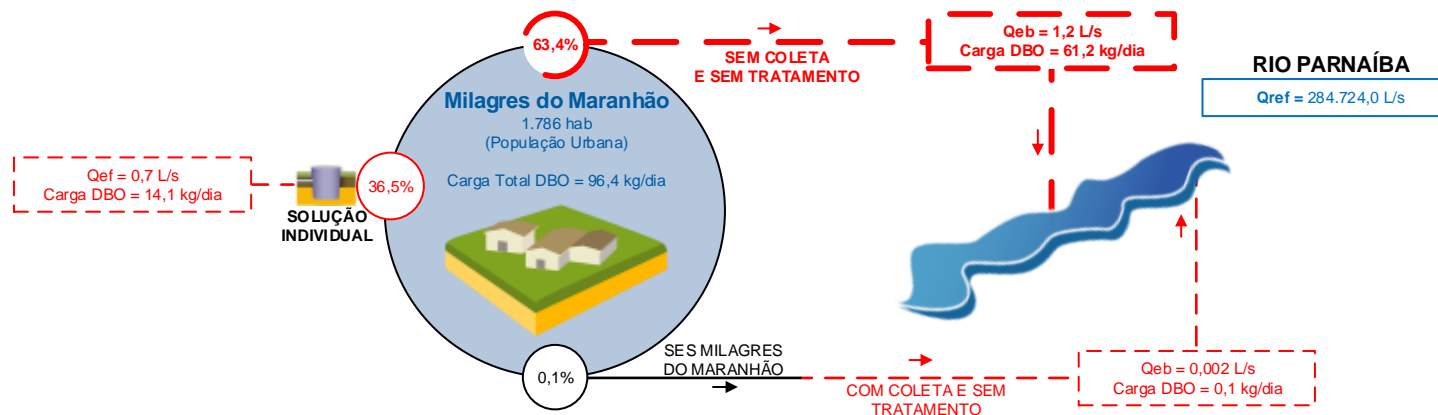 63,4%
SEM COLETA
E SEM TRATAMENTO
Qeb = 1,2 L/s
Carga DBO = 61,2 kg/dia
RIO PARNAÍBA
Qref = 284.724,0 L/s
Milagres do Maranhão
1.786 hab
(População Urbana)
Carga Total DBO = 96,4 kg/dia
Qef = 0,7 L/s
Carga DBO = 14,1 kg/dia
36,5%
SOLUÇÃO
INDIVIDUAL
0,1%
SES MILAGRES
DO MARANHÃO
COM COLETA E SEM
TRATAMENTO
Qeb = 0,002 L/s
Carga DBO = 0,1 kg/dia